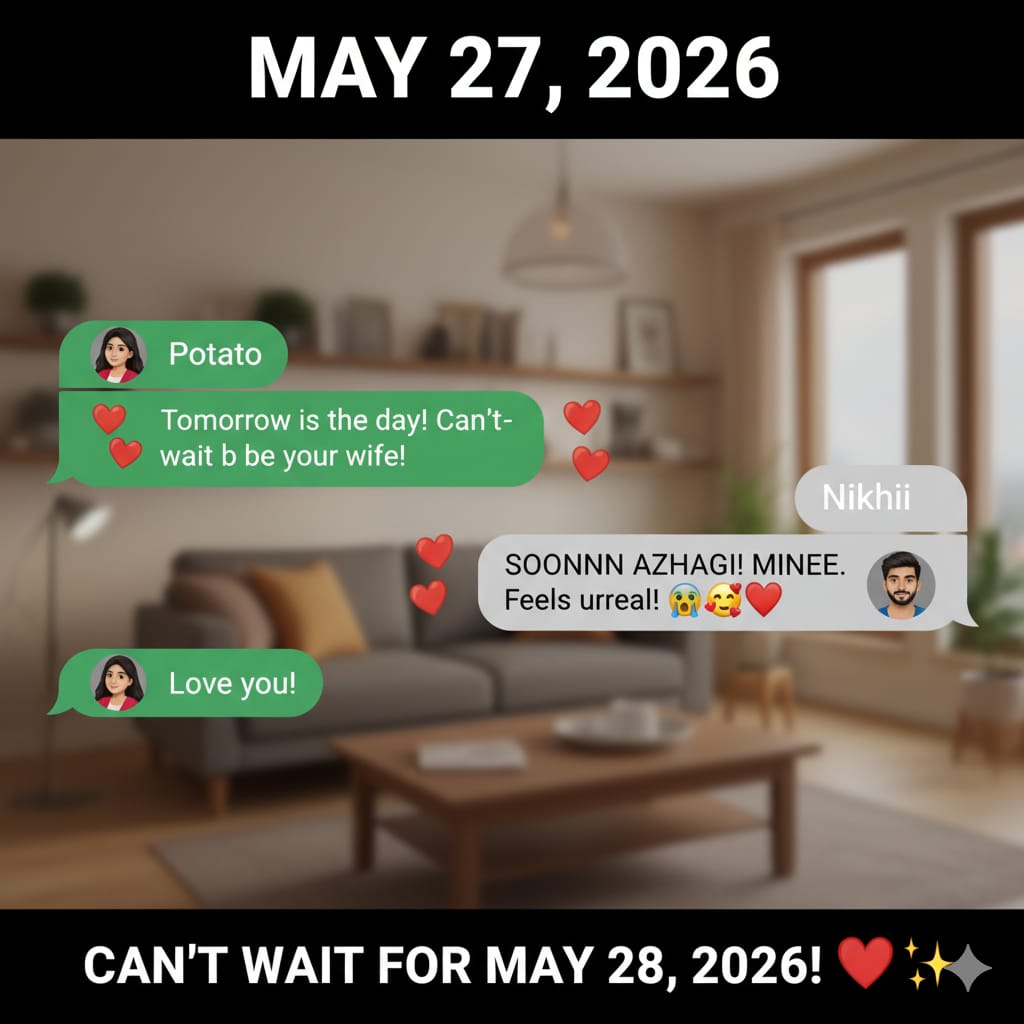 MAY 27, 2026
Potato
Tomorrow is the day! Can't-
wait b be your wife!
Nikhii
SOONNN AZHAGI! MINEE.
Feels urreal! 😭🥰❤️
Love you!
CAN'T WAIT FOR MAY 28, 2026! ❤️✨